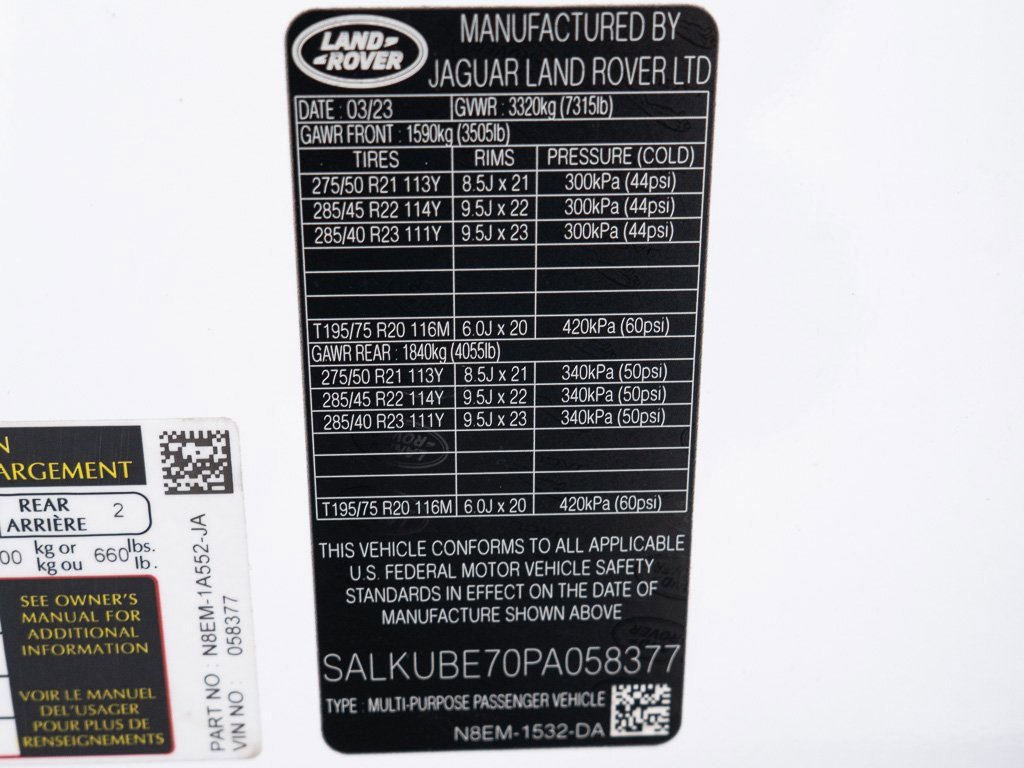 LAND-
-ROVER
MANUFACTURED BY
JAGUAR LAND ROVER LTD
DATE : 03/23 GVWR : 3320kg (7315lb)
GAWR FRONT : 1590kg (3505lb)
TIRES RIMS PRESSURE (COLD)
275/50 R21 113Y 8.5J x 21 300kPa (44psi)
285/45 R22 114Y 9.5J x 22 300kPa (44psi)
285/40 R23 111Y 9.5J x 23 300kPa (44psi)
T195/75 R20 116M 6.0J x 20 420kPa (60psi)
GAWR REAR : 1840kg (4055lb)
275/50 R21 113Y 8.5J x 21 340kPa (50psi)
285/45 R22 114Y 9.5J x 22 340kPa (50psi)
285/40 R23 111Y 9.5J x 23 340kPa (50psi)
T195/75 R20 116M 6.0J x 20 420kPa (60psi)
THIS VEHICLE CONFORMS TO ALL APPLICABLE
U.S. FEDERAL MOTOR VEHICLE SAFETY
STANDARDS IN EFFECT ON THE DATE OF
MANUFACTURE SHOWN ABOVE
SALKUBE70PA058377
TYPE : MULTI-PURPOSE PASSENGER VEHICLE
N8EM-1532-DA
N
ARGEMENT
REAR
ARRIÈRE 2
00 kg or 660 lbs.
kg ou lb.
SEE OWNER'S
MANUAL FOR
ADDITIONAL
INFORMATION
VOIR LE MANUEL
DEL'USAGER
POUR PLUS DE
RENSEIGNEMENTS
PART NO : N8EM-1A552-JA
VIN NO : 058377